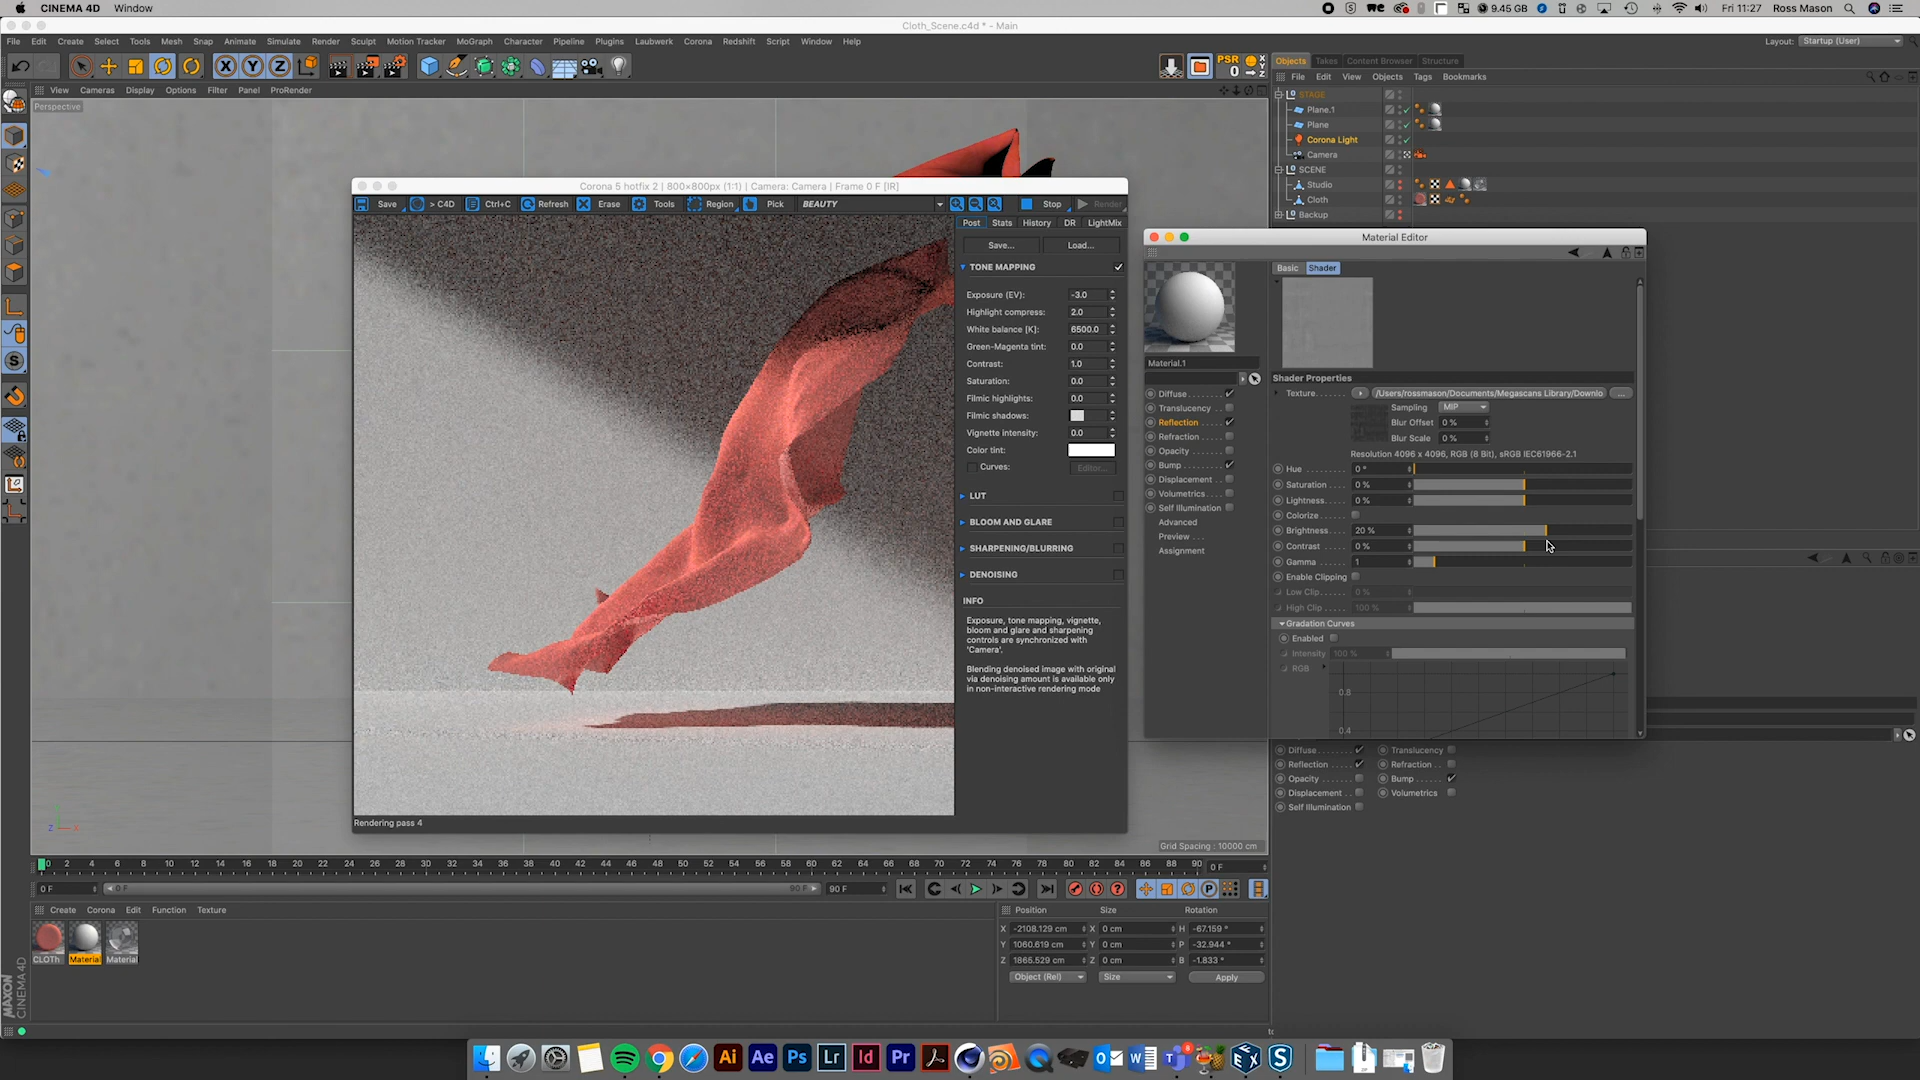 CINEMA 4D Window
9.45 GB Fri 11:27 Ross Mason
Cloth_Scene.c4d * - Main
File Edit Create Select Tools Mesh Snap Animate Simulate Render Sculpt Motion Tracker MoGraph Character Pipeline Plugins Laubwerk Corona Redshift Script Window Help
Layout: Startup (User)
X Y Z
PSR
0
Objects Takes Content Browser Structure
File Edit View Objects Tags Bookmarks
View Cameras Display Options Filter Panel ProRender
Perspective
STAGE
Plane.1
Plane
Corona Light
Camera
SCENE
Studio
Cloth
Backup
Corona 5 hotfix 2 | 800×800px (1:1) | Camera: Camera | Frame 0 F [IR]
Save > C4D Ctrl+C Refresh Erase Tools Region Pick BEAUTY Stop Render
Post Stats History DR LightMix
Save... Load...
TONE MAPPING
Exposure (EV): -3.0
Highlight compress: 2.0
White balance [K]: 6500.0
Green-Magenta tint: 0.0
Contrast: 1.0
Saturation: 0.0
Filmic highlights: 0.0
Filmic shadows:
Vignette intensity: 0.0
Color tint:
Curves: Editor...
LUT
BLOOM AND GLARE
SHARPENING/BLURRING
DENOISING
INFO
Exposure, tone mapping, vignette,
bloom and glare and sharpening
controls are synchronized with
'Camera'.
Blending denoised image with original
via denoising amount is available only
in non-interactive rendering mode
Rendering pass 4
Material Editor
Basic Shader
Material.1
Diffuse
Translucency
Reflection
Refraction
Opacity
Bump
Displacement
Volumetrics
Self Illumination
Advanced
Preview
Assignment
Shader Properties
Texture /Users/rossmason/Documents/Megascans Library/Downlo ...
Sampling MIP
Blur Offset 0 %
Blur Scale 0 %
Resolution 4096 x 4096, RGB (8 Bit), sRGB IEC61966-2.1
Hue 0 °
Saturation 0 %
Lightness 0 %
Colorize
Brightness 20 %
Contrast 0 %
Gamma 1
Enable Clipping
Low Clip 0 %
High Clip 100 %
Gradation Curves
Enabled
Intensity 100 %
RGB
0.8
0.4
Diffuse Translucency
Reflection Refraction
Opacity Bump
Displacement Volumetrics
Self Illumination
Z X Y
Grid Spacing : 10000 cm
0 2 4 6 8 10 12 14 16 18 20 22 24 26 28 30 32 34 36 38 40 42 44 46 48 50 52 54 56 58 60 62 64 66 68 70 72 74 76 78 80 82 84 86 88 90 0 F
0 F 0 F 90 F 90 F
Create Corona Edit Function Texture
CLOTh Material Material
Position Size Rotation
X -2108.129 cm X 0 cm H -67.159 °
Y 1060.619 cm Y 0 cm P -32.944 °
Z 1865.529 cm Z 0 cm B -1.833 °
Object (Rel) Size Apply
MAXON
CINEMA 4D
Ai Ae Ps Lr Id Pr